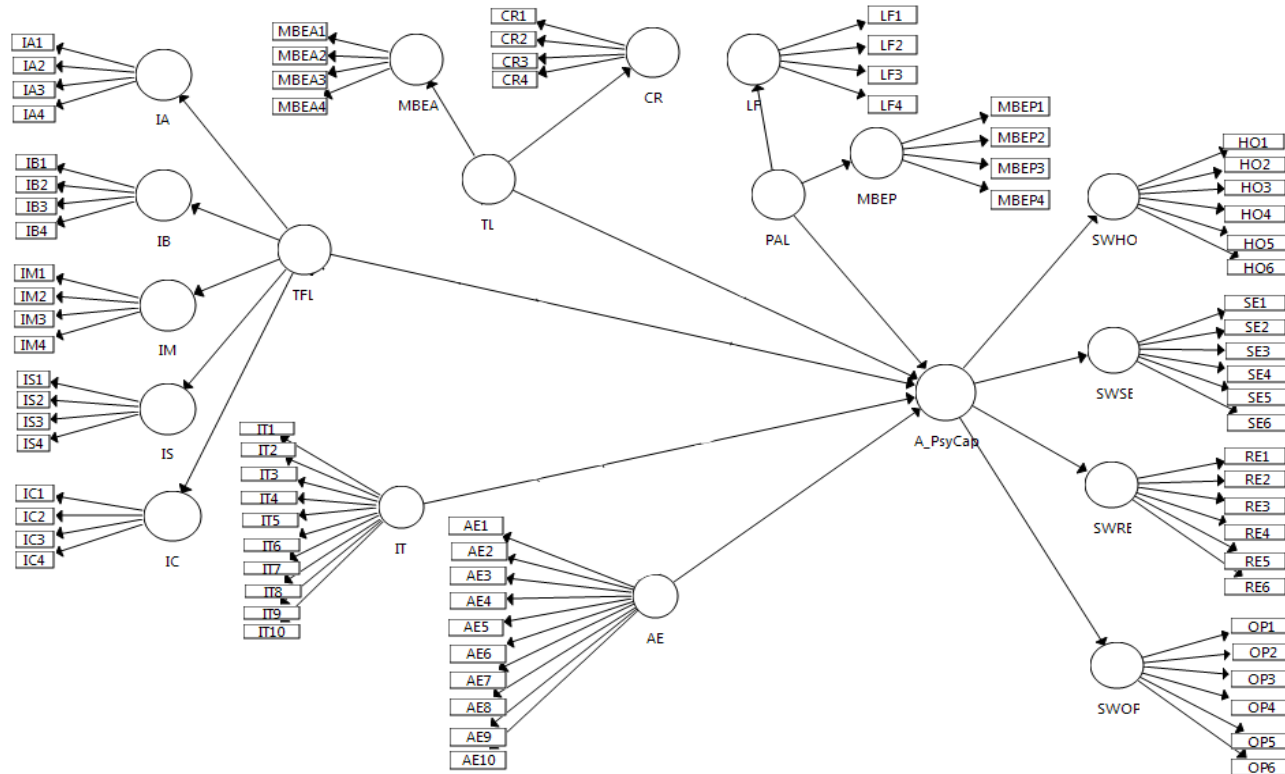 IA1
IA2
IA3
IA4
IA
IB1
IB2
IB3
IB4
IB
IM1
IM2
IM3
IM4
IM
IS1
IS2
IS3
IS4
IS
IC1
IC2
IC3
IC4
IC
TFL
MBEA1
MBEA2
MBEA3
MBEA4
MBEA
CR1
CR2
CR3
CR4
CR
TL
LF1
LF2
LF3
LF4
LF
MBEP1
MBEP2
MBEP3
MBEP4
MBEP
PAL
IT1
IT2
IT3
IT4
IT5
IT6
IT7
IT8
IT9
IT10
IT
AE1
AE2
AE3
AE4
AE5
AE6
AE7
AE8
AE9
AE10
AE
A_PsyCap
HO1
HO2
HO3
HO4
HO5
HO6
SWHO
SE1
SE2
SE3
SE4
SE5
SE6
SWSE
RE1
RE2
RE3
RE4
RE5
RE6
SWRE
OP1
OP2
OP3
OP4
OP5
OP6
SWOP